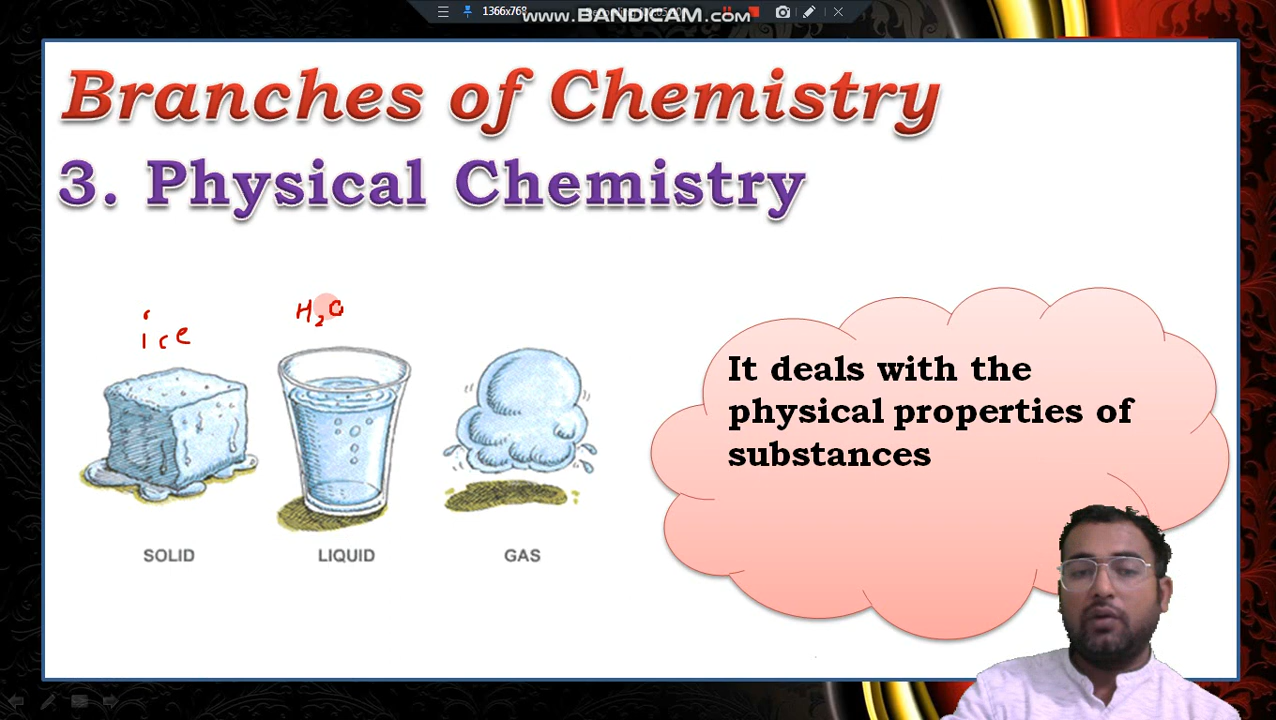 1366x768
www.BANDICAM.com
Branches of Chemistry
3. Physical Chemistry
ice
H2O
It deals with the
physical properties of
substances
SOLID
LIQUID
GAS